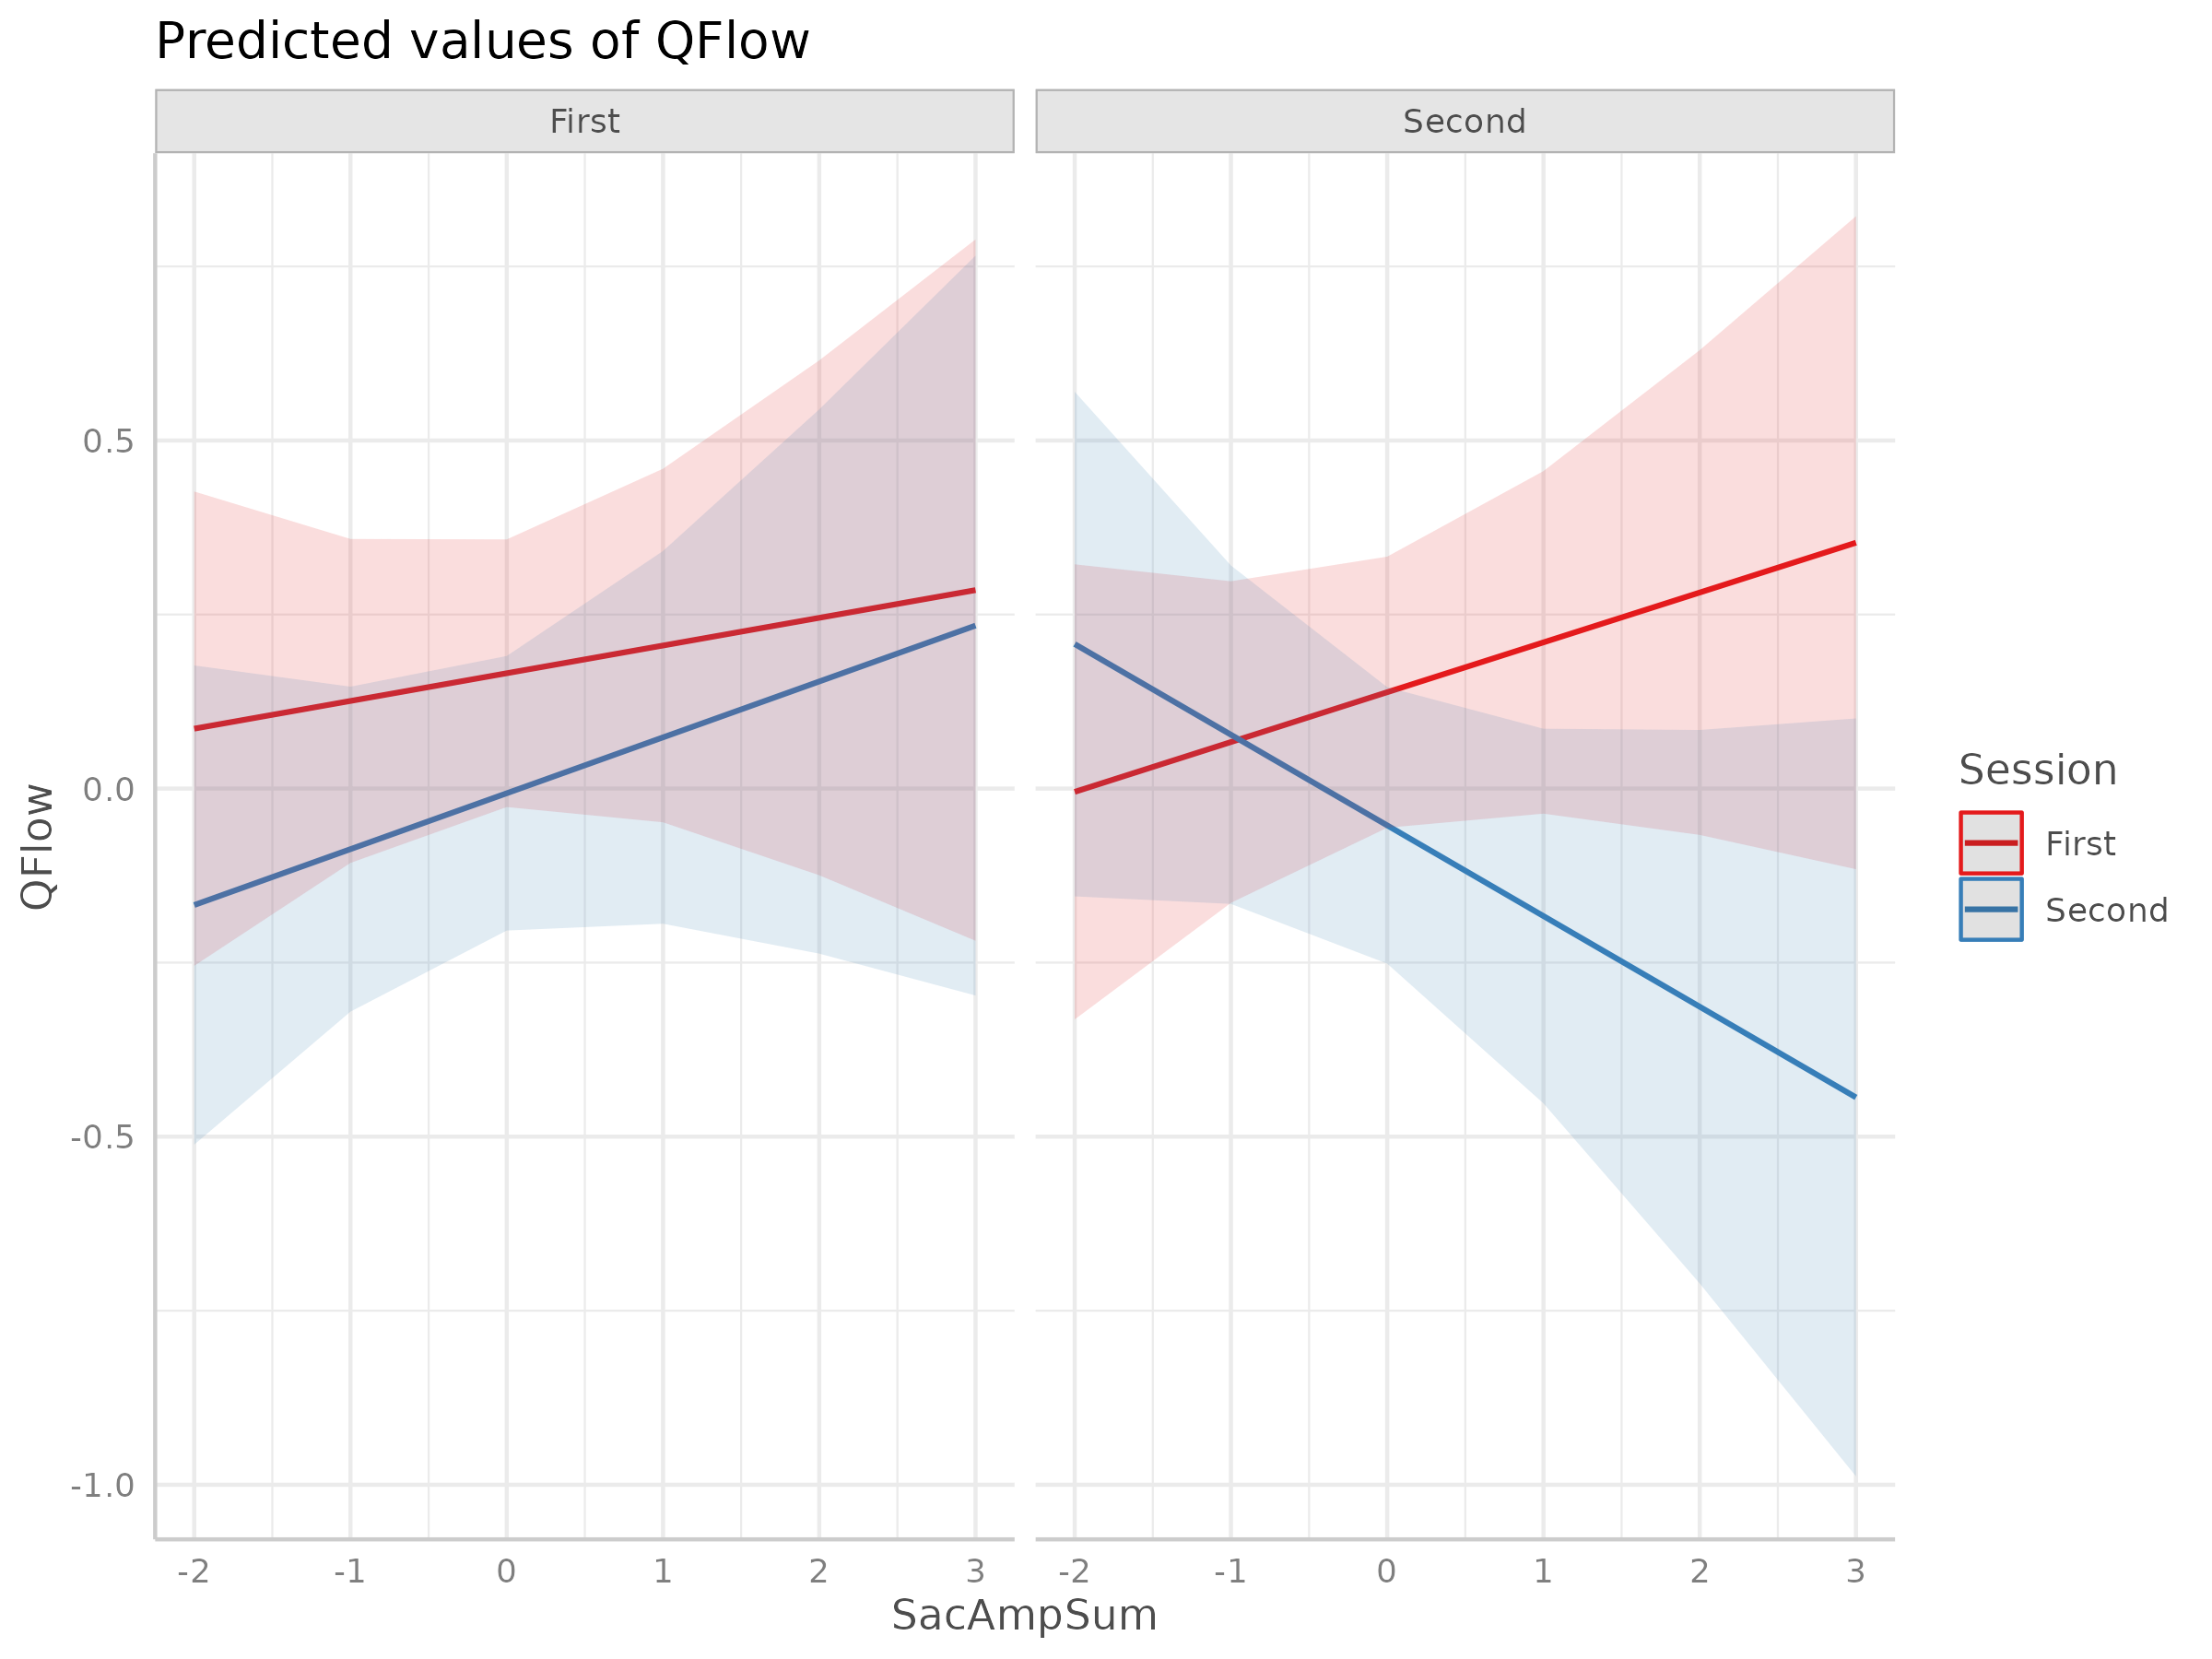 Predicted values of QFlow
First
Second
QFlow
0.5
0.0
-0.5
-1.0
-2 -1 0 1 2 3
-2 -1 0 1 2 3
SacAmpSum
Session
First
Second